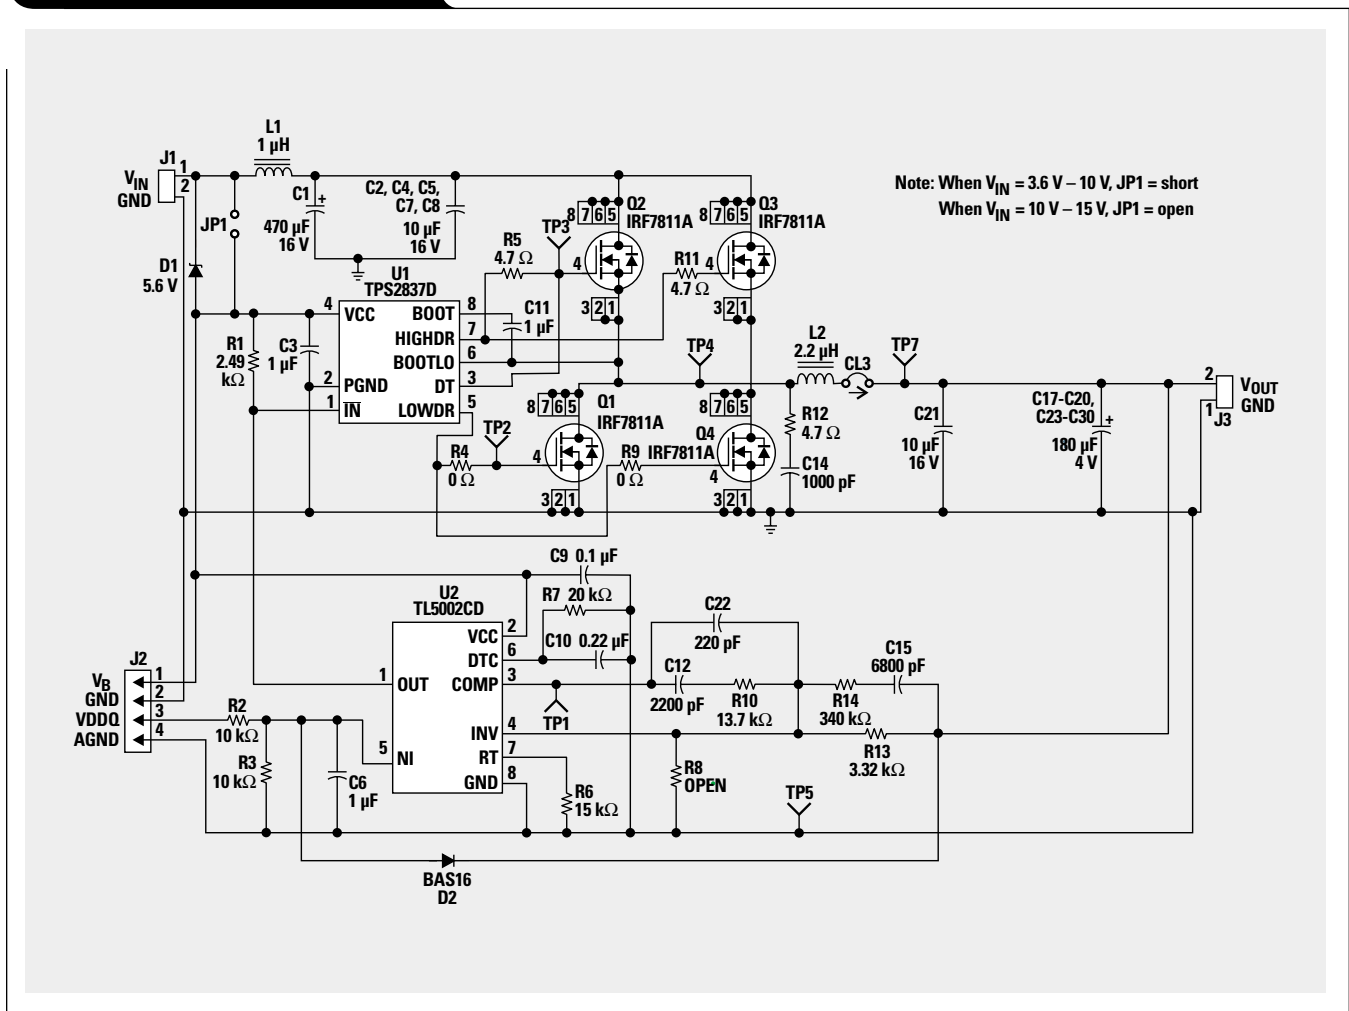 L1
1 µH
J1
1
2
V_IN
GND
JP1
C1
+
470 µF
16 V
C2, C4, C5,
C7, C8
10 µF
16 V
Note: When V_IN = 3.6 V – 10 V, JP1 = short
When V_IN = 10 V – 15 V, JP1 = open
8 7 6 5
Q2
IRF7811A
TP3
4
3 2 1
8 7 6 5
Q3
IRF7811A
4
3 2 1
R5
4.7 Ω
R11
4.7 Ω
D1
5.6 V
U1
TPS2837D
4 VCC
BOOT 8
HIGHDR 7
BOOTLO 6
2 PGND
DT 3
1 IN
LOWDR 5
C11
1 µF
R1
2.49
kΩ
C3
1 µF
TP4
L2
2.2 µH
CL3
TP7
2
V_OUT
GND
1
J3
8 7 6 5
Q1
IRF7811A
4
3 2 1
TP2
R4
0 Ω
8 7 6 5
Q4
IRF7811A
4
3 2 1
R9
0 Ω
R12
4.7 Ω
C14
1000 pF
C21
10 µF
16 V
C17-C20,
C23-C30
+
180 µF
4 V
C9 0.1 µF
R7 20 kΩ
C10 0.22 µF
U2
TL5002CD
VCC 2
DTC 6
1 OUT
COMP 3
INV 4
5 NI
RT 7
GND 8
C22
220 pF
C12
2200 pF
R10
13.7 kΩ
C15
6800 pF
R14
340 kΩ
R13
3.32 kΩ
TP1
J2
V_B 1
GND 2
VDDQ 3
AGND 4
R2
10 kΩ
R3
10 kΩ
C6
1 µF
R6
15 kΩ
R8
OPEN
TP5
BAS16
D2